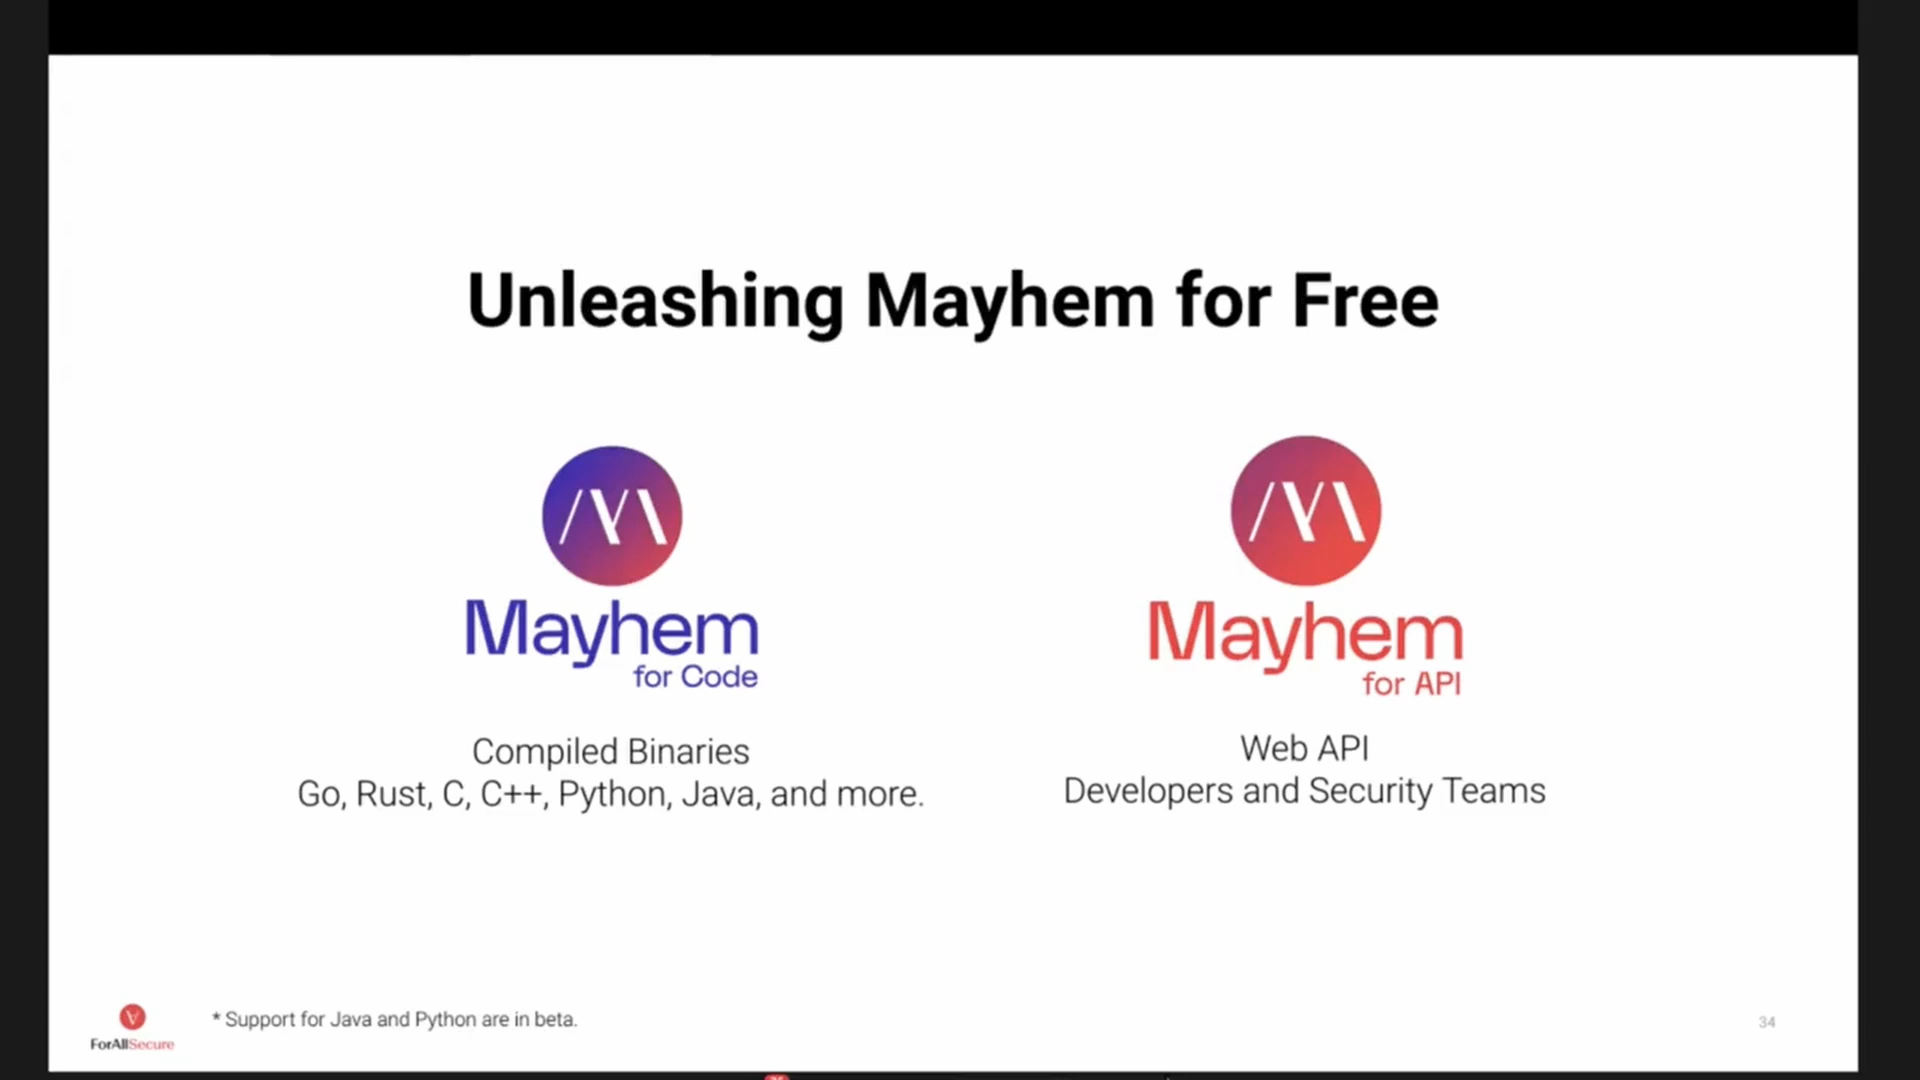 Unleashing Mayhem for Free
Mayhem
for Code
Compiled Binaries
Go, Rust, C, C++, Python, Java, and more.
Mayhem
for API
Web API
Developers and Security Teams
ForAllSecure
* Support for Java and Python are in beta.
34